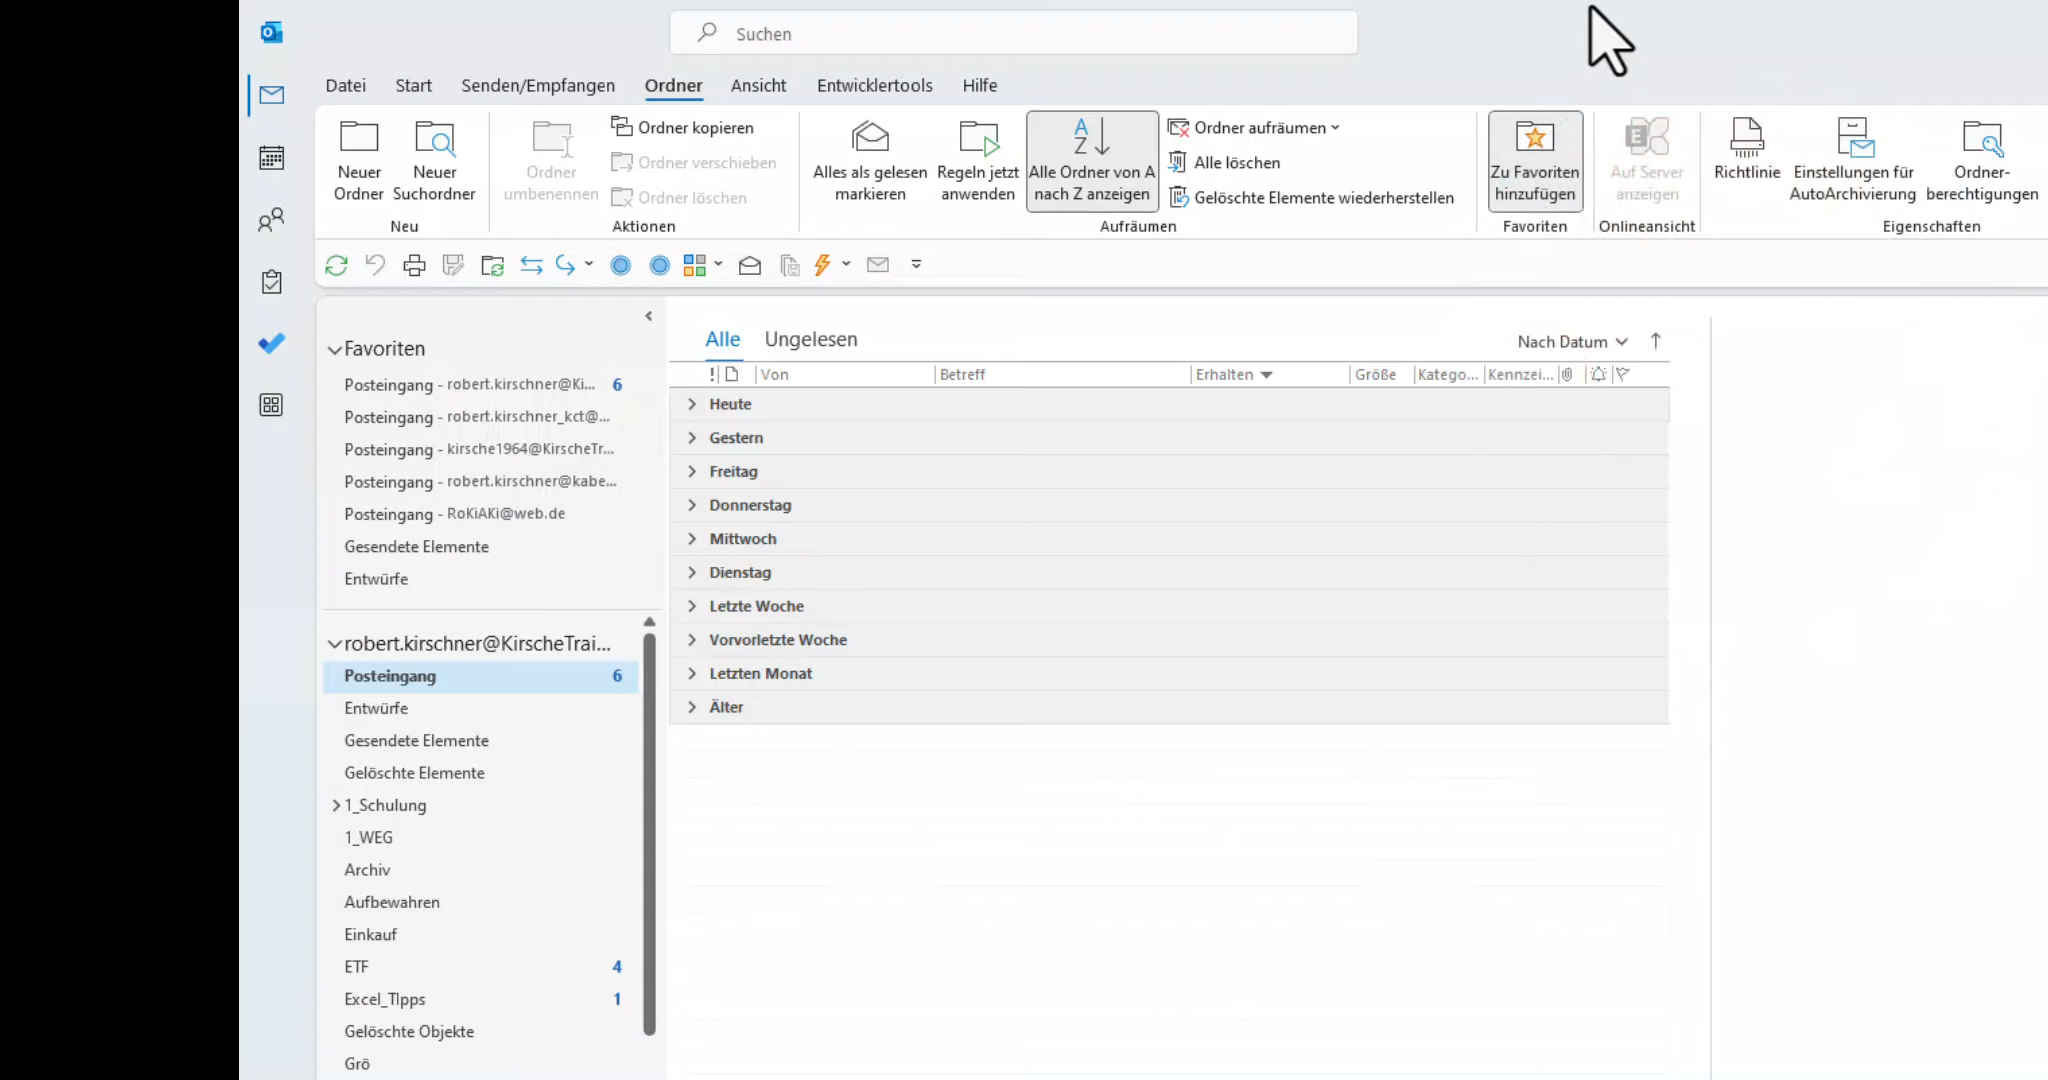 Suchen
Datei Start Senden/Empfangen Ordner Ansicht Entwicklertools Hilfe
Neuer Ordner
Neuer Suchordner
Neu
Ordner umbenennen
Ordner kopieren
Ordner verschieben
Ordner löschen
Aktionen
Alles als gelesen markieren
Regeln jetzt anwenden
Alle Ordner von A nach Z anzeigen
Ordner aufräumen
Alle löschen
Gelöschte Elemente wiederherstellen
Aufräumen
Zu Favoriten hinzufügen
Favoriten
Auf Server anzeigen
Onlineansicht
Richtlinie
Einstellungen für AutoArchivierung
Ordner-berechtigungen
Eigenschaften
Favoriten
Posteingang - robert.kirschner@Ki... 6
Posteingang - robert.kirschner_kct@...
Posteingang - kirsche1964@KirscheTr...
Posteingang - robert.kirschner@kabe...
Posteingang - RoKiAKi@web.de
Gesendete Elemente
Entwürfe
robert.kirschner@KirscheTrai...
Posteingang 6
Entwürfe
Gesendete Elemente
Gelöschte Elemente
1_Schulung
1_WEG
Archiv
Aufbewahren
Einkauf
ETF 4
Excel_TIpps 1
Gelöschte Objekte
Grö
Alle Ungelesen Nach Datum
! Von Betreff Erhalten Größe Katego... Kennzei...
Heute
Gestern
Freitag
Donnerstag
Mittwoch
Dienstag
Letzte Woche
Vorvorletzte Woche
Letzten Monat
Älter